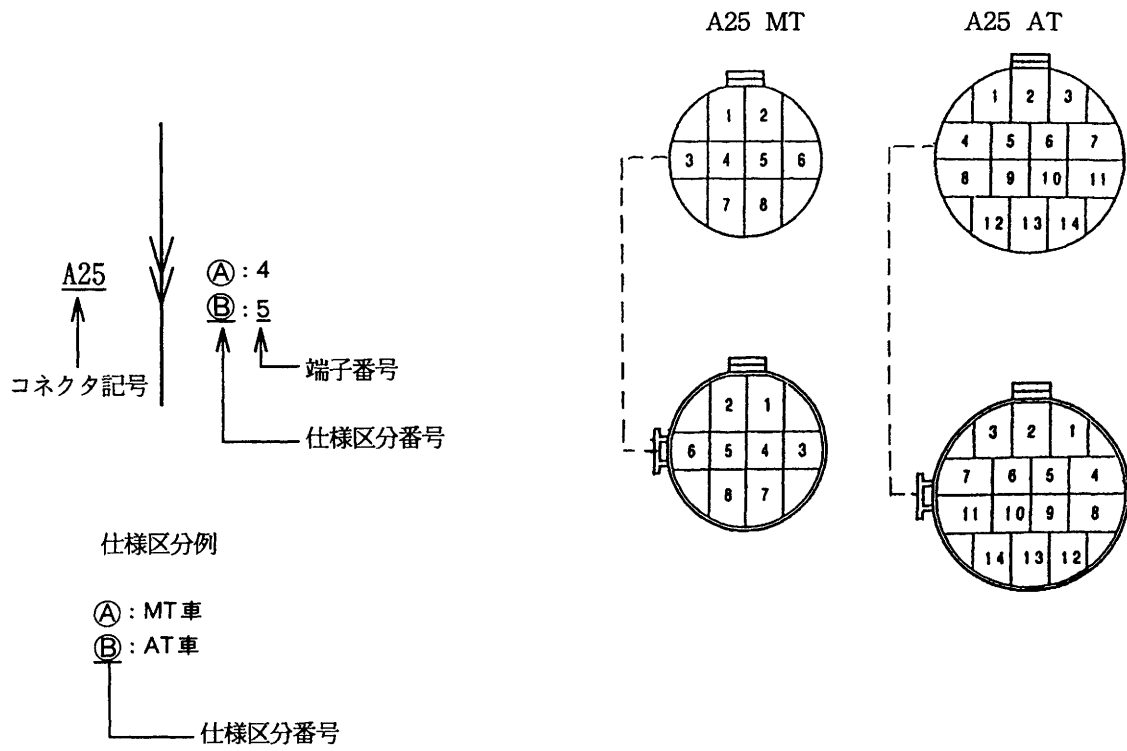 A25 MT
A25 AT
1 2
3 4 5 6
7 8
1 2 3
4 5 6 7
8 9 10 11
12 13 14
A25
Ⓐ : 4
Ⓑ : 5
コネクタ記号
端子番号
仕様区分番号
2 1
6 5 4 3
8 7
3 2 1
7 6 5 4
11 10 9 8
14 13 12
仕様区分例
Ⓐ : MT車
Ⓑ : AT車
仕様区分番号